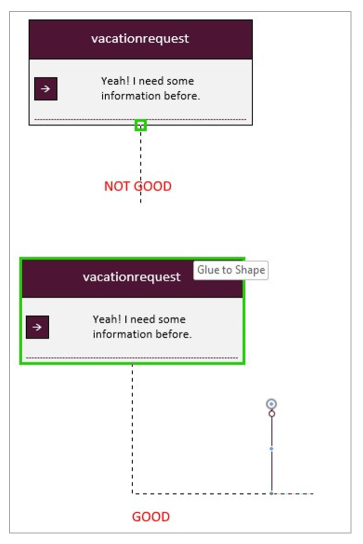 vacationrequest
Yeah! I need some
information before.
NOT GOOD
vacationrequest
Glue to Shape
Yeah! I need some
information before.
GOOD